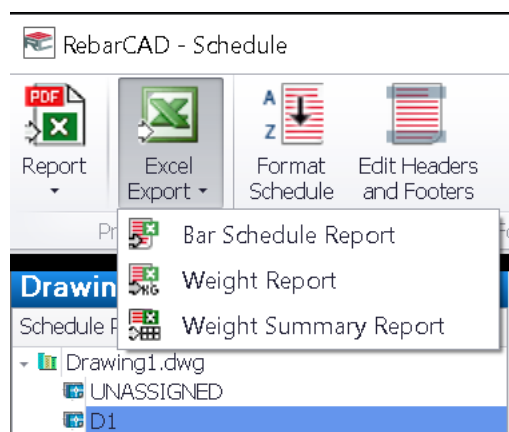 RebarCAD - Schedule
PDF
A
Z
Report
Excel
Export
Format
Schedule
Edit Headers
and Footers
Bar Schedule Report
KG
Weight Report
Weight Summary Report
Drawin
Schedule
Drawing1.dwg
UNASSIGNED
D1